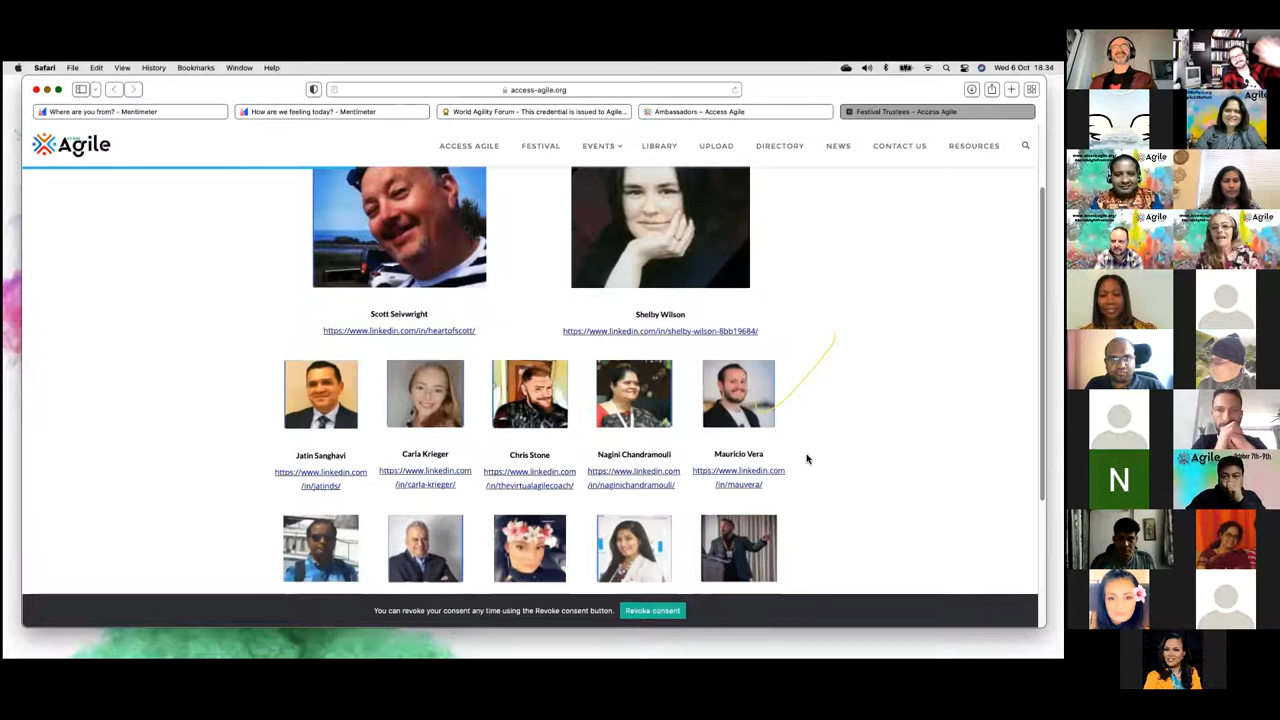 Safari File Edit View History Bookmarks Window Help Wed 6 Oct 18.34
access-agile.org
Where are you from? - Mentimeter
How are we feeling today? - Mentimeter
World Agility Forum - This credential is issued to Agile...
Ambassadors – Access Agile
Festival Trustees – Access Agile
Agile
ACCESS AGILE FESTIVAL EVENTS LIBRARY UPLOAD DIRECTORY NEWS CONTACT US RESOURCES
Scott Seivwright
https://www.linkedin.com/in/heartofscott/
Shelby Wilson
https://www.linkedin.com/in/shelby-wilson-8bb19684/
Jatin Sanghavi
https://www.linkedin.com
/in/jatinds/
Carla Krieger
https://www.linkedin.com
/in/carla-krieger/
Chris Stone
https://www.linkedin.com
/in/thevirtualagilecoach/
Nagini Chandramouli
https://www.linkedin.com
/in/naginichandramouli/
Mauricio Vera
https://www.linkedin.com
/in/mauvera/
You can revoke your consent any time using the Revoke consent button.
Revoke consent
Agile
Agile
Agile
Agile
Agile
N
Agile
October 7th-9th